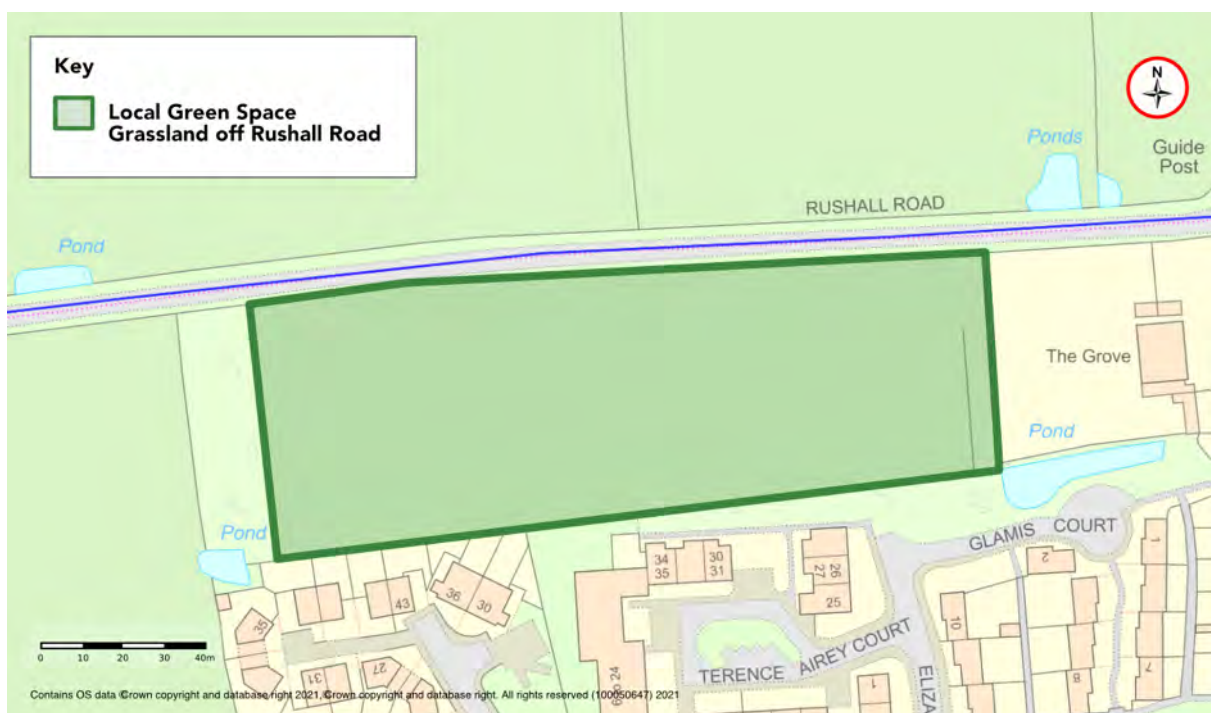 Key
Local Green Space
Grassland off Rushall Road
N
Guide
Post
Ponds
RUSHALL ROAD
Pond
The Grove
Pond
Pond
GLAMIS COURT
34
35
30
31
26
27
25
2
1
36
30
43
35
10
TERENCE AIREY COURT
27
31
1
8
7
0 10 20 30 40m
Contains OS data ©Crown copyright and database right 2021, ©Crown copyright and database right. All rights reserved (100050647) 2021